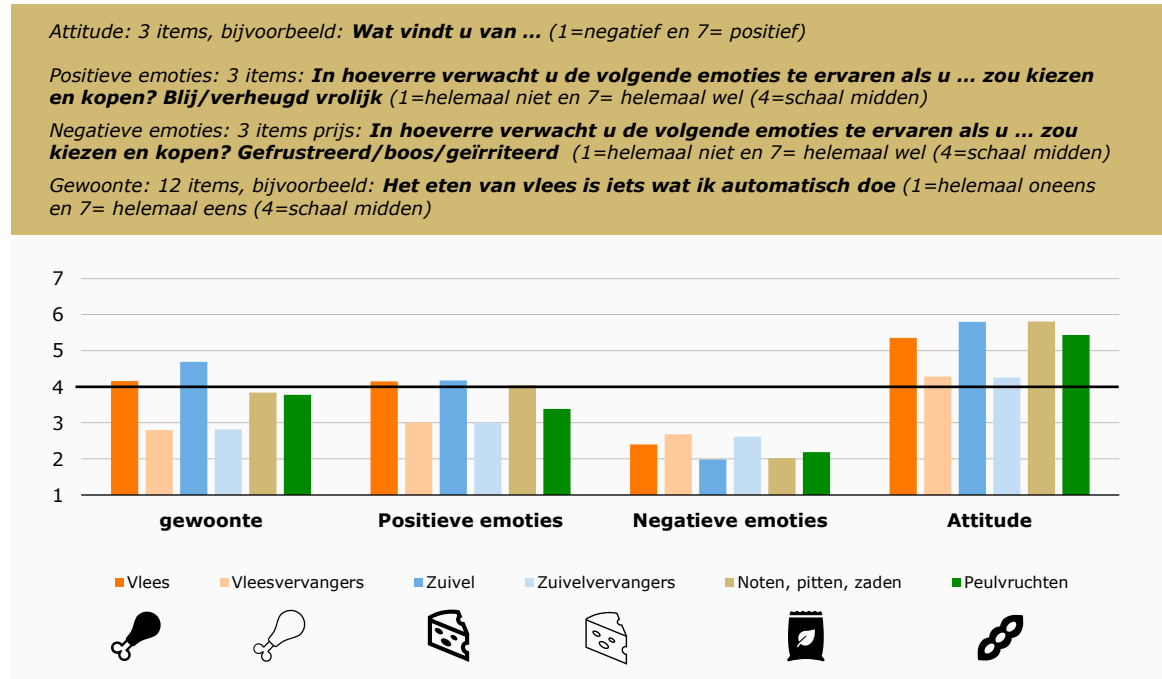 Attitude: 3 items, bijvoorbeeld: Wat vindt u van ... (1=negatief en 7= positief)
Positieve emoties: 3 items: In hoeverre verwacht u de volgende emoties te ervaren als u ... zou kiezen
en kopen? Blij/verheugd vrolijk (1=helemaal niet en 7= helemaal wel (4=schaal midden)
Negatieve emoties: 3 items prijs: In hoeverre verwacht u de volgende emoties te ervaren als u ... zou
kiezen en kopen? Gefrustreerd/boos/geïrriteerd (1=helemaal niet en 7= helemaal wel (4=schaal midden)
Gewoonte: 12 items, bijvoorbeeld: Het eten van vlees is iets wat ik automatisch doe (1=helemaal oneens
en 7= helemaal eens (4=schaal midden)
7
6
5
4
3
2
1
gewoonte Positieve emoties Negatieve emoties Attitude
Vlees Vleesvervangers Zuivel Zuivelvervangers Noten, pitten, zaden Peulvruchten